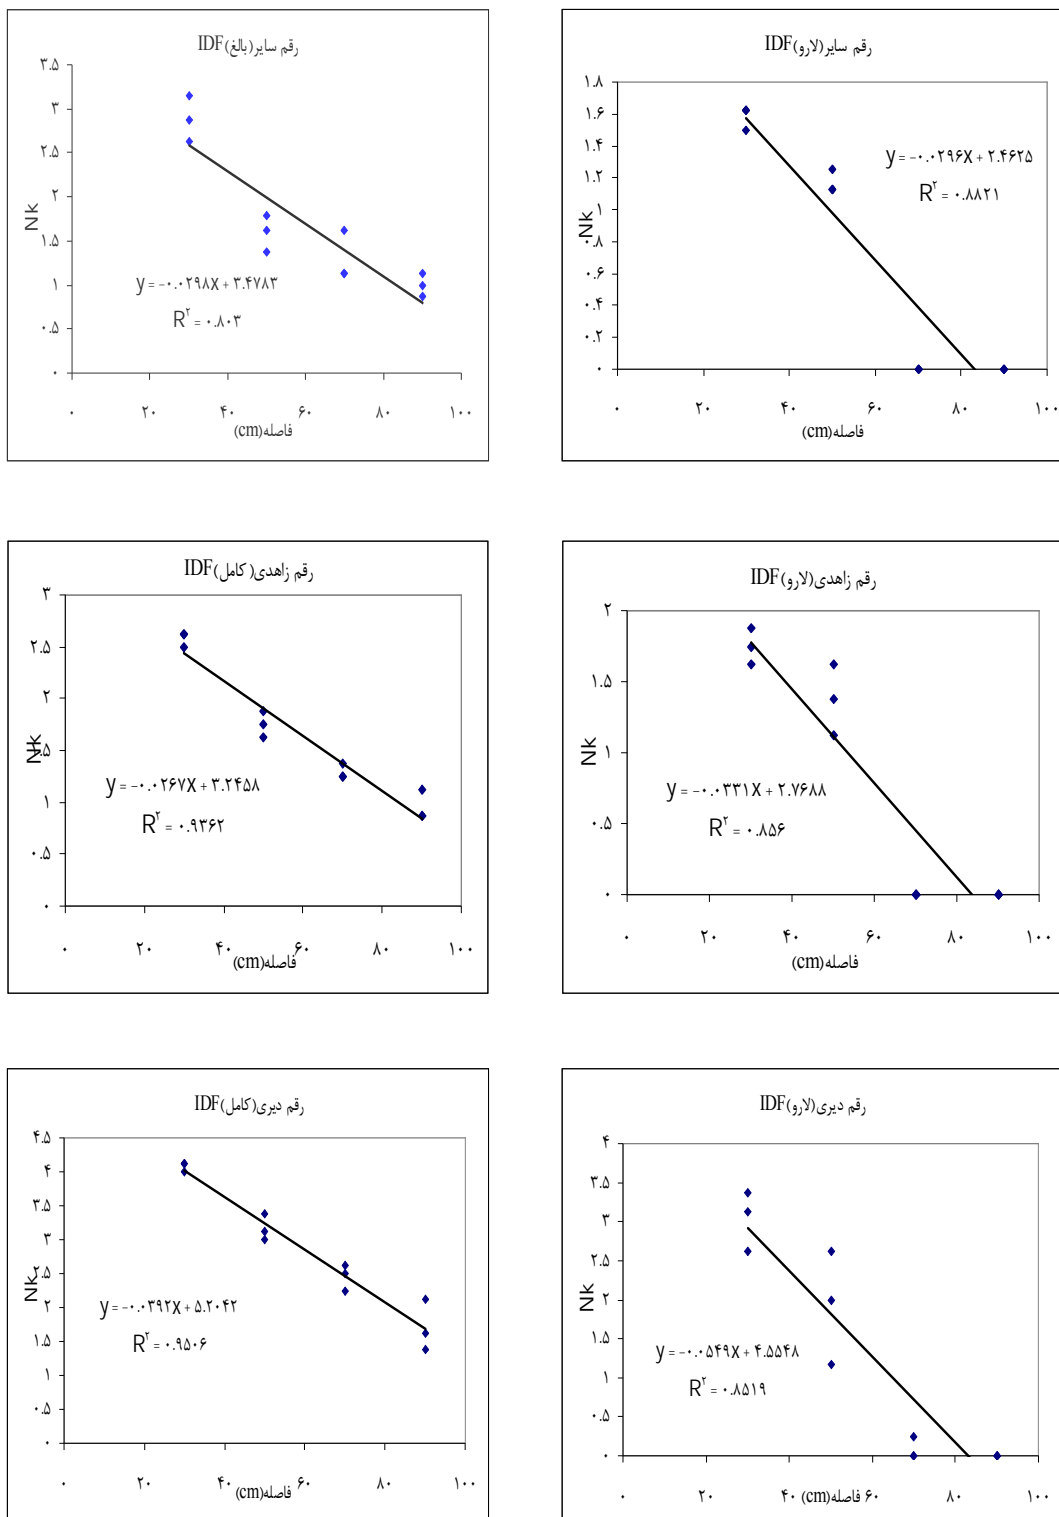 رقم سایر(بالغ)IDF
۳.۵
۳
۲.۵
۲
۱.۵
۱
۰.۵
۰
Nk
y = -۰.۰۲۹۸x + ۳.۴۷۸۳
R۲ = ۰.۸۰۳
۰ ۲۰ ۴۰ ۶۰ ۸۰ ۱۰۰
فاصله(cm)
رقم سایر(لارو)IDF
۱.۸
۱.۶
۱.۴
۱.۲
۱
۰.۸
۰.۶
۰.۴
۰.۲
۰
Nk
y = -۰.۰۲۹۶x + ۲.۴۶۲۵
R۲ = ۰.۸۸۲۱
۰ ۲۰ ۴۰ ۶۰ ۸۰ ۱۰۰
فاصله(cm)
رقم زاهدی(کامل)IDF
۳
۲.۵
۲
۱.۵
۱
۰.۵
۰
Nk
y = -۰.۰۲۶۷x + ۳.۲۴۵۸
R۲ = ۰.۹۳۶۲
۰ ۲۰ ۴۰ ۶۰ ۸۰ ۱۰۰
فاصله(cm)
رقم زاهدی(لارو)IDF
۲
۱.۵
۱
۰.۵
۰
Nk
y = -۰.۰۳۳۱x + ۲.۷۶۸۸
R۲ = ۰.۸۵۶
۰ ۲۰ ۴۰ ۶۰ ۸۰ ۱۰۰
فاصله(cm)
رقم دیری(کامل)IDF
۴.۵
۴
۳.۵
۳
۲.۵
۲
۱.۵
۱
۰.۵
۰
Nk
y = -۰.۰۳۹۲x + ۵.۲۰۴۲
R۲ = ۰.۹۵۰۶
۰ ۲۰ ۴۰ ۶۰ ۸۰ ۱۰۰
فاصله(cm)
رقم دیری(لارو)IDF
۴
۳.۵
۳
۲.۵
۲
۱.۵
۱
۰.۵
۰
Nk
y = -۰.۰۵۴۹x + ۴.۵۵۴۸
R۲ = ۰.۸۵۱۹
۰ ۲۰ ۴۰ ۶۰ ۸۰ ۱۰۰
فاصله(cm)